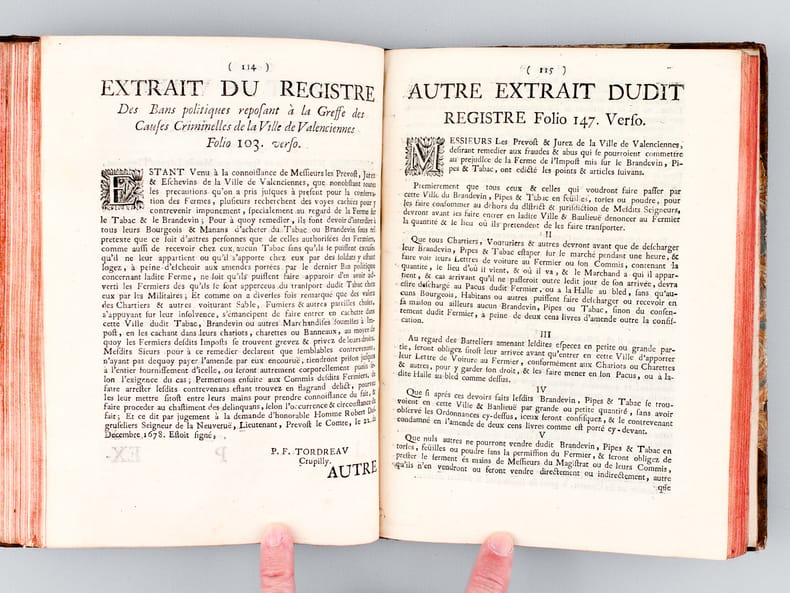 ( 114 )
EXTRAIT DU REGISTRE
Des Bans politiques reposant à la Greffe des
Causes Criminelles de la Ville de Valenciennes
Folio 103. verso.
ESTANT Venu à la connoissance de Messieurs les Prevost, Jurez
& Eschevins de la Ville de Valenciennes, que nonobstant toutes
les precautions qu'on a pris jusques à present pour la conserva-
tion des Fermes, plusieurs recherchent des voyes cachées pour y
contrevenir impunement, specialement au regard de la Ferme sur
le Tabac & le Brandevin; Pour à quoy remedier, ils sont devoir d'interdire à
tous leurs Bourgeois & Manans d'acheter du Tabac ou Brandevin sous nul
pretexte que ce soit d'autres personnes que de celles authorisées des Fermiers,
comme aussi de recevoir chez eux aucun Tabac sans qu'ils se puissent excuser
qu'il ne leur appartient ou qu'il s'apporte chez eux par des soldats y estant
logez, à peine d'escheoir aux amendes portées par le dernier Ban politique
concernant ladite Ferme, ne soit qu'ils puissent faire apparoir d'en avoir ad-
verti les Fermiers dès qu'ils se sont apperceus du transport dudit Tabac chez
eux par les Militaires; Et comme on a diverses fois remarqué que des valets
des Chartiers & autres voiturant Sable, Fumiers & autres pareilles choses,
s'appuyant sur leur insolvence, s'émancipent de faire entrer en cachette dans
cette Ville dudit Tabac, Brandevin ou autres Marchandises soumises à Im-
post, en les cachant dans leurs chariots, charettes ou Banneaux, au moyen de
quoy les Fermiers desdits Imposts se trouvent grevez & privez de leurs droits.
Mesdits Sieurs pour à ce remedier declarent que semblables contrevenans,
n'ayant pas dequoy payer l'amende par eux encourue, tiendront prison jusques
à l'entier fournissement d'icelle, ou seront autrement corporellement punis se-
lon l'exigence du cas; Permettons ensuite aux Commis desdits Fermiers, de
faire arrester lesdits contrevenans estant trouvez en flagrand delict, pourveu
les leur mettre sitost entre leurs mains pour prendre connoissance du fait, &
faire proceder au chastiment des delinquans, selon l'occurrence & circonstance du
fait; Et ce dit par jugement à la demande d'honorable Homme Robert Des-
gruseliers Seigneur de la Neuveruë, Lieutenant, Prevost le Comte, le 22. de
Decembre 1678. Estoit signé,
P. F. TORDREAV
Crupilly.
AUTRE
( 115 )
AUTRE EXTRAIT DUDIT
REGISTRE Folio 147. Verso.
MESSIEURS Les Prevost & Jurez de la Ville de Valenciennes,
desirant remedier aux fraudes & abus qui se pourroient commettre
au prejudice de la Ferme de l'Impost mis sur le Brandevin, Pi-
pes & Tabac, ont edicté les points & articles suivans.
Premierement que tous ceux & celles qui voudront faire passer par
cette Ville du Brandevin, Pipes & Tabac en feuilles, tories ou poudre, pour
les faire consommer au déhors du district & jurisdiction de Mesdits Seigneurs,
devront avant les faire entrer en ladite Ville & Banlieuë denoncer au Fermier
la quantité & le lieu où ils pretendent de les faire transporter.
II
Que tous Chartiers, Voituriers & autres devront avant que de descharger
leur Brandevin, Pipes & Tabac estaper sur le marché pendant une heure, &
faire voir leurs Lettres de voiture au Fermier ou son Commis, contenant la
quantité, le lieu d'où il vient, & où il va, & le Marchand à qui il appar-
tient, & cas arrivant qu'il ne passeroit outre ledit jour de son arrivée, devra
estre deschargé au Pacus dudit Fermier, ou a la Halle au bled, sans qu'au-
cuns Bourgeois, Habitans ou autres puissent faire descharger ou recevoir en
sa maison ou ailleurs aucun Brandevin, Pipes ou Tabac, sinon du consen-
tement dudit Fermier, à peine de deux cens livres d'amende outre la confis-
cation.
III
Au regard des Battelliers amenant lesdites especes en petite ou grande par-
tie, seront obligez sitost leur arrivée avant qu'entrer en cette Ville d'apporter
leur Lettre de Voiture au Fermier, conformément aux Chariots ou Charettes
& autres, pour y garder son droit, & les faire mener en son Pacus, ou à la-
dite Halle au bled comme dessus.
IV
Que si après ces devoirs faits lesdits Brandevin, Pipes & Tabac se trou-
voient en cette Ville & Banlieuë par grande ou petite quantité, sans avoir
observé les Ordonnances cy-dessus, iceux seront confisquez, & le contrevenant
condamné en l'amende de deux cens livres comme est porté cy-devant.
V
Que nuls autres ne pourront vendre dudit Brandevin, Pipes & Tabac en
tories, feuilles ou poudre sans la permission du Fermier, & seront obligez de
prester le serment és mains de Messieurs du Magistrat ou de leurs Commis,
qu'ils n'en vendront ou feront vendre directement ou indirectement, autre
que